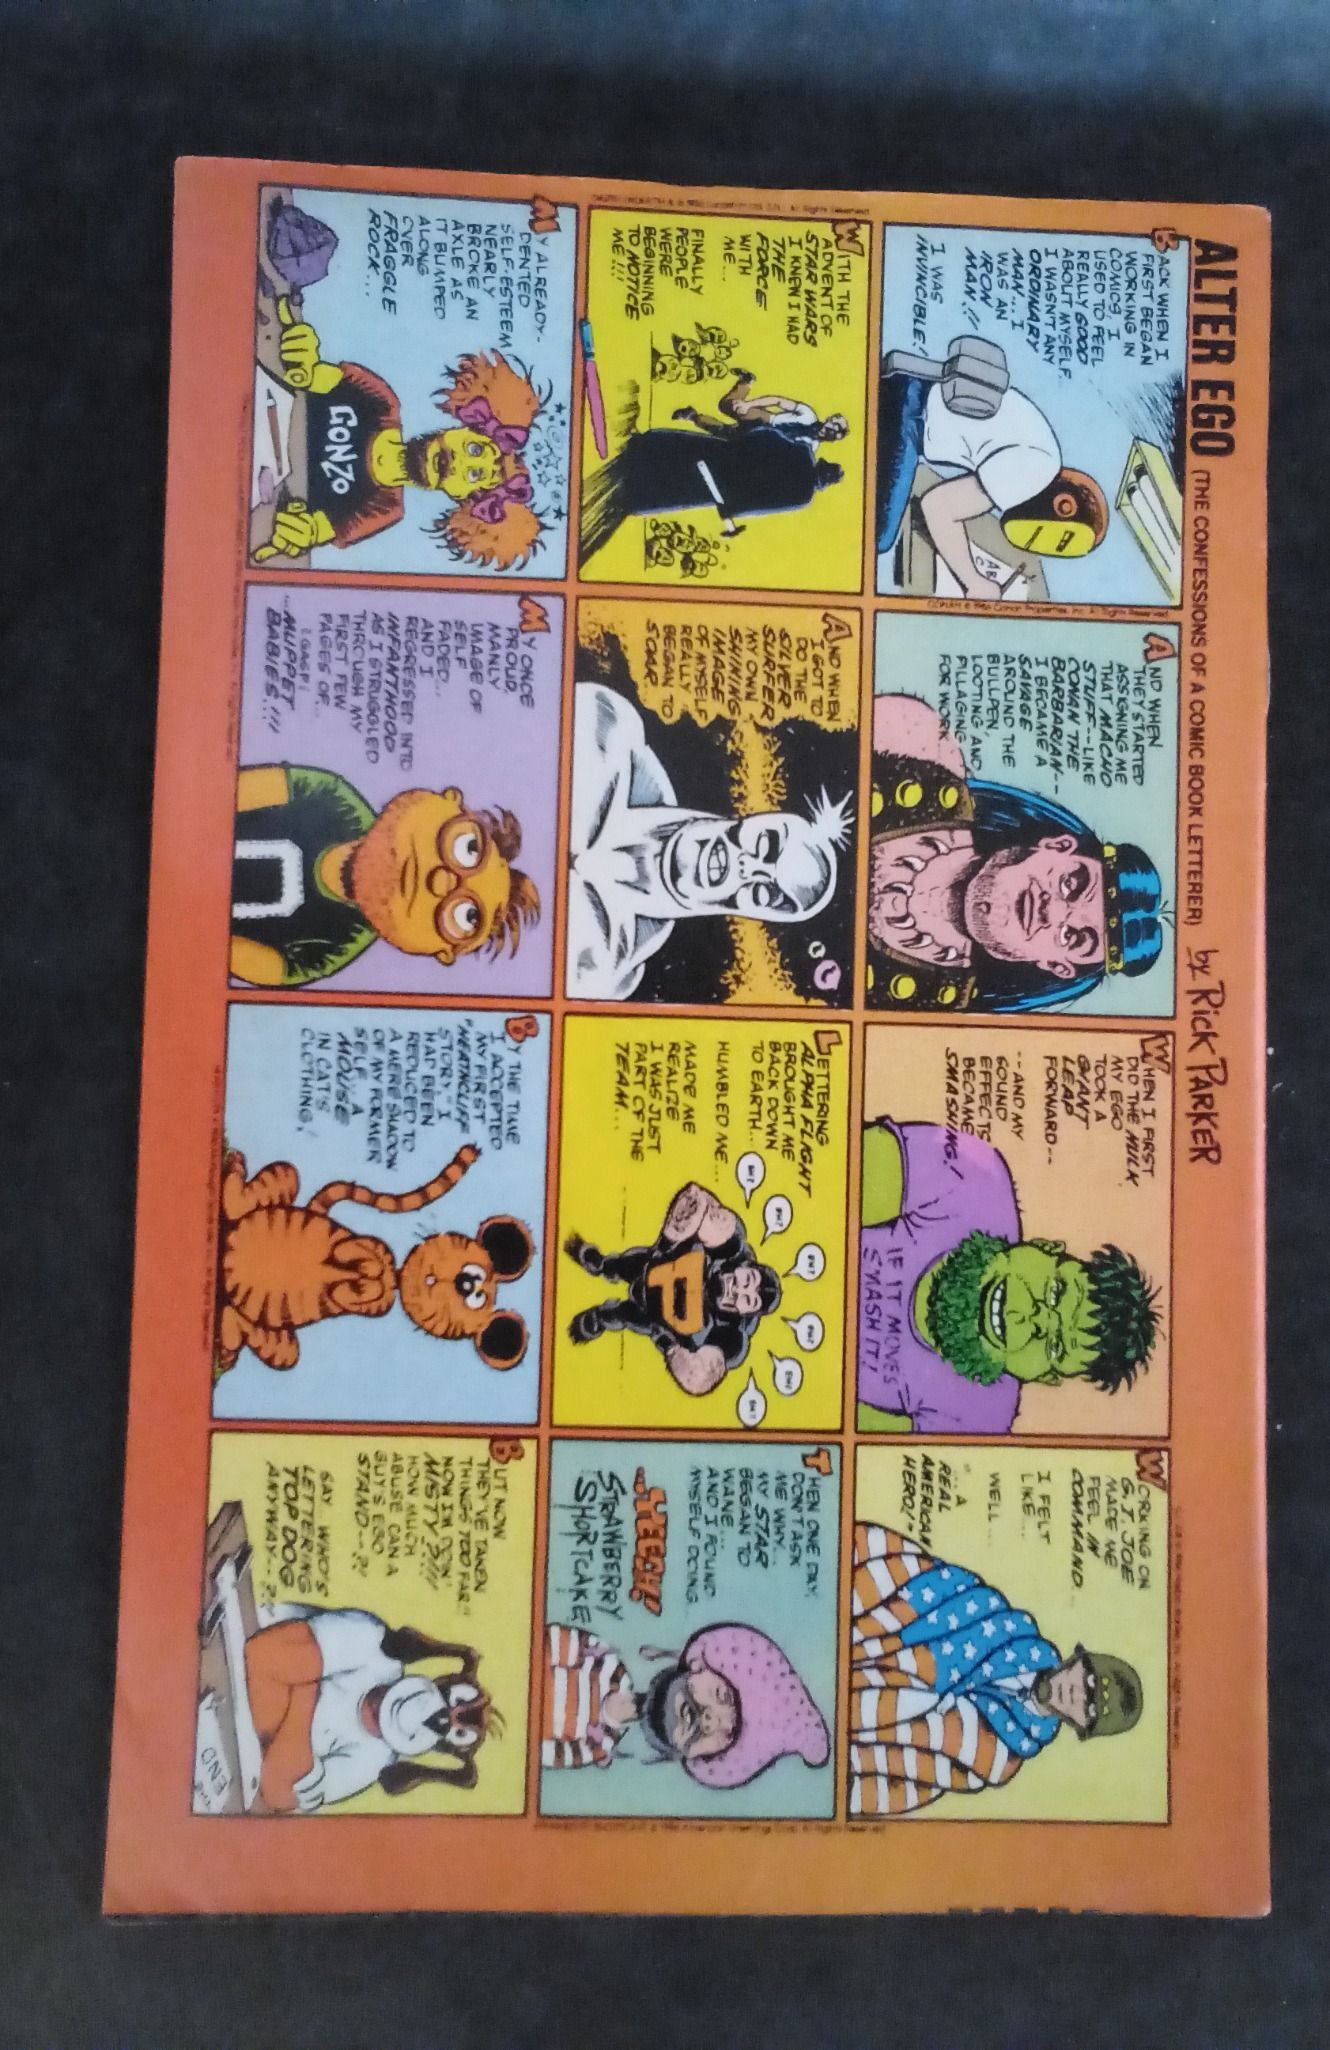 ALTER EGO (THE CONFESSIONS OF A COMIC BOOK LETTERER) by RICK PARKER
BACK WHEN I
FIRST BEGAN
WORKING IN
COMICS, I
USED TO FEEL
REALLY GOOD
ABOUT MYSELF.
I WASN'T ANY
ORDINARY
MAN... I
WAS AN
IRON
MAN!!
I WAS
INVINCIBLE!
AB
C
AND WHEN
THEY STARTED
ASSIGNING ME
THAT MACHO
STUFF--LIKE
CONAN THE
BARBARIAN--
I BECAME A
SAVAGE
AROUND THE
BULLPEN,
LOOTING AND
PILLAGING
FOR WORK...
WHEN I FIRST
DID THE HULK,
MY EGO
TOOK A
GIANT
LEAP
FORWARD--
--AND MY
SOUND
EFFECTS
BECAME
SMASHING!
IF IT MOVES
SMASH IT!
WORKING ON
G.I. JOE
MADE ME
FEEL IN
COMMAND...
I FELT
LIKE...
WELL...
"...A
REAL
AMERICAN
HERO!"
CONAN © 1986 Conan Properties, Inc. All Rights Reserved
WITH THE
ADVENT OF
STAR WARS
I KNEW I HAD
THE
FORCE
WITH
ME...
FINALLY
PEOPLE
WERE
BEGINNING
TO NOTICE
ME!!!
AND WHEN
I GOT TO
DO THE
SILVER
SURFER
MY OWN
SHINING
IMAGE
OF MYSELF
REALLY
BEGAN TO
SOAR...
LETTERING
ALPHA FLIGHT
BROUGHT ME
BACK DOWN
TO EARTH...
HUMBLED ME...
MADE ME
REALIZE
I WAS JUST
PART OF THE
TEAM...
P
THEN ONE DAY,
DON'T ASK
ME WHY...
MY STAR
BEGAN TO
WANE...
AND I FOUND
MYSELF DOING
...YEECH!
STRAWBERRY
SHORTCAKE
MY ALREADY-
DENTED
SELF-ESTEEM
NEARLY
BROKE AN
AXLE AS
IT BUMPED
ALONG
OVER
FRAGGLE
ROCK...
GONZO
MY ONCE
PROUD,
MANLY
IMAGE OF
SELF
FADED...
AND I
REGRESSED INTO
INFANTHOOD
AS I STRUGGLED
THROUGH MY
FIRST FEW
PAGES OF...
(GASP)
...MUPPET
BABIES...!!!
BY THE TIME
I ACCEPTED
MY FIRST
"HEATHCLIFF
STORY," I
HAD BEEN
REDUCED TO
A MERE SHADOW
OF MY FORMER
SELF... A
MOUSE
IN CAT'S
CLOTHING!
BUT NOW
THEY'VE TAKEN
THINGS TOO FAR!!
NOW I'M DOIN'
MISTY?!!!
HOW MUCH
ABUSE CAN A
GUY'S EGO
STAND--?!
SAY... WHO'S
LETTERING
TOP DOG
ANYWAY--??
THE
END